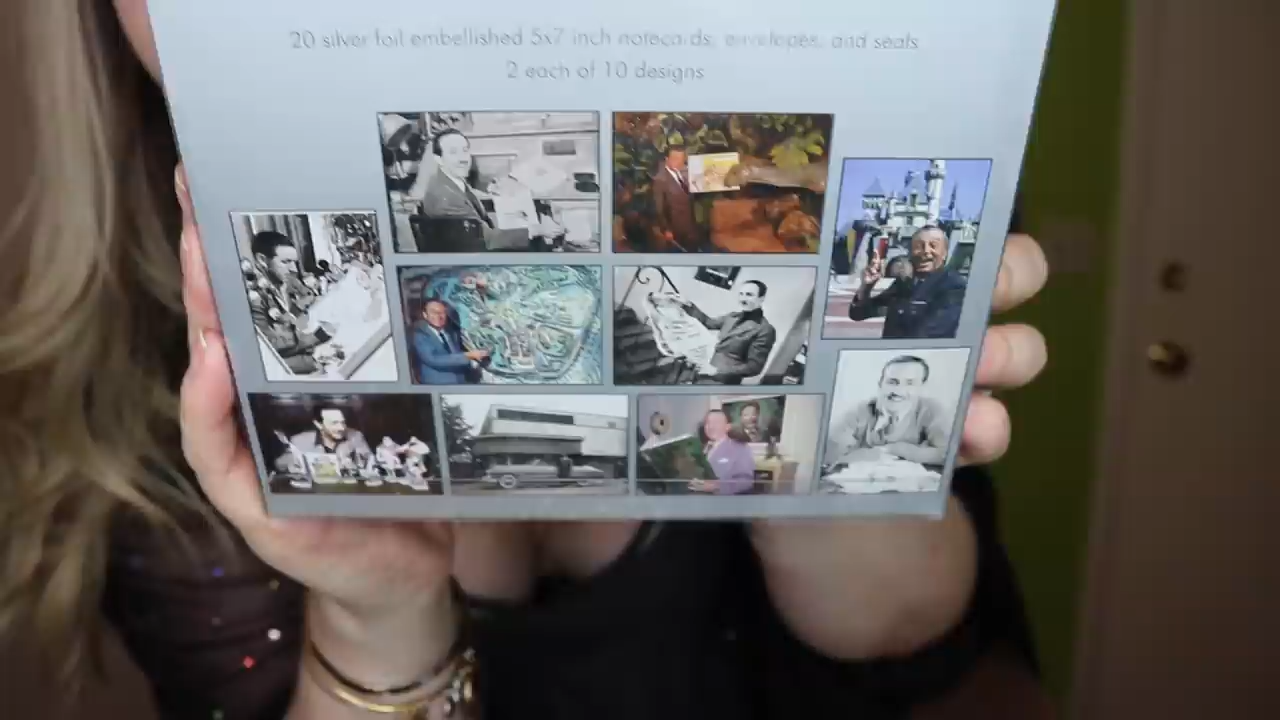 20 silver foil embellished 5x7 inch notecards, envelopes, and seals
2 each of 10 designs